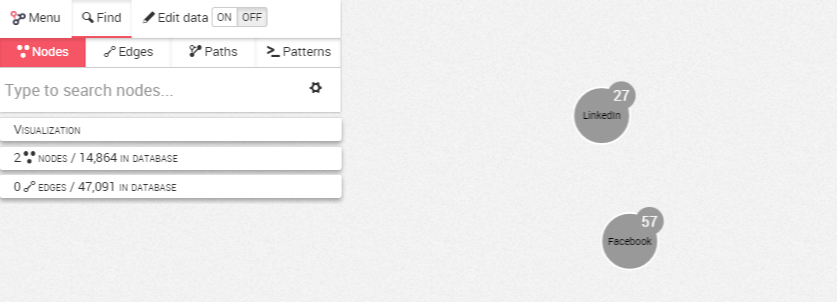 Menu Find Edit data ON OFF
Nodes Edges Paths Patterns
Type to search nodes...
Visualization
2 nodes / 14,864 in database
0 edges / 47,091 in database
27
LinkedIn
57
Facebook